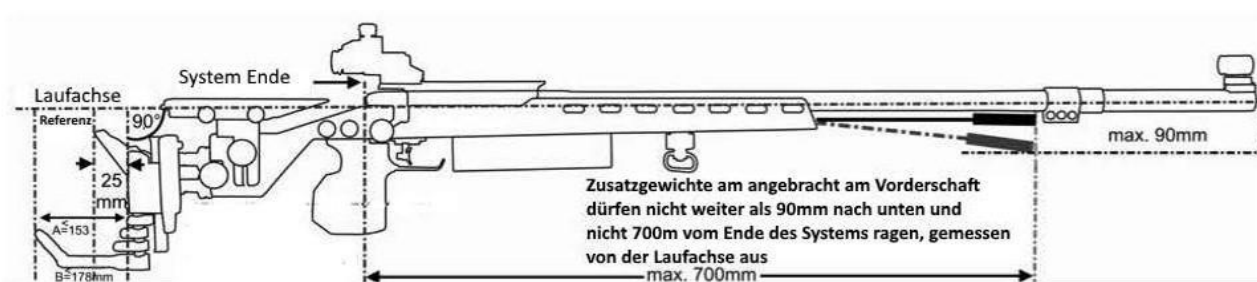 System Ende
Laufachse
Referenz
90°
max. 90mm
25
mm
Zusatzgewichte am angebracht am Vorderschaft
dürfen nicht weiter als 90mm nach unten und
nicht 700m vom Ende des Systems ragen, gemessen
von der Laufachse aus
A≤153
B≤178mm
max. 700mm